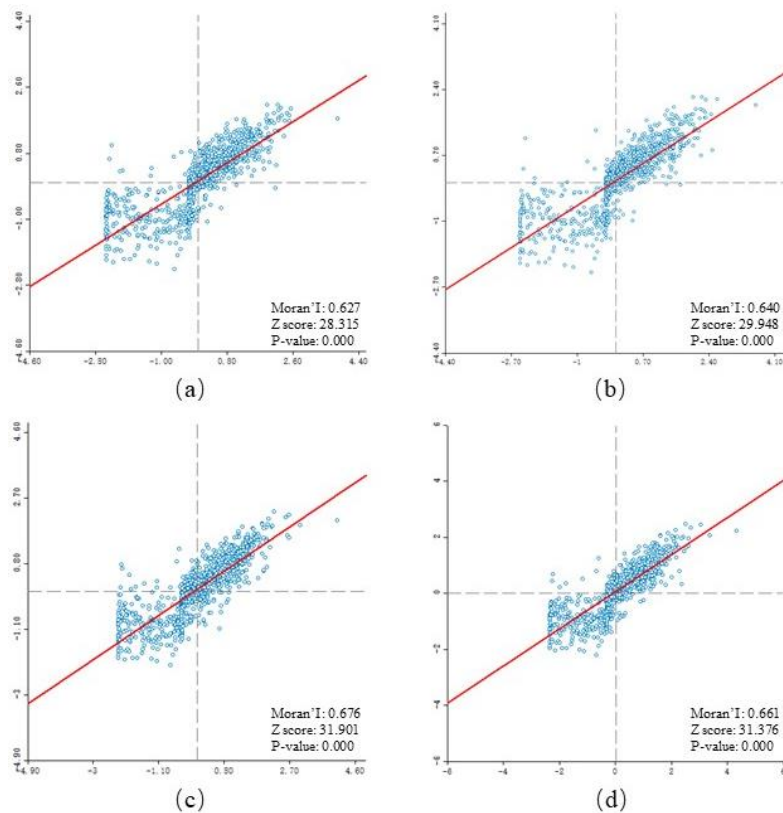 4.40
2.60
0.80
-1.00
-2.80
-4.60
-4.60 -2.80 -1.00 0.80 2.60 4.40
Moran’I: 0.627
Z score: 28.315
P-value: 0.000
(a)
4.10
2.40
0.70
-1
-2.70
-4.40
-4.40 -2.70 -1 0.70 2.40 4.10
Moran’I: 0.640
Z score: 29.948
P-value: 0.000
(b)
4.60
2.70
0.80
-1.10
-3
-4.90
-4.90 -3 -1.10 0.80 2.70 4.60
Moran’I: 0.676
Z score: 31.901
P-value: 0.000
(c)
6
4
2
0
-2
-4
-6
-6 -4 -2 0 2 4 6
Moran’I: 0.661
Z score: 31.376
P-value: 0.000
(d)